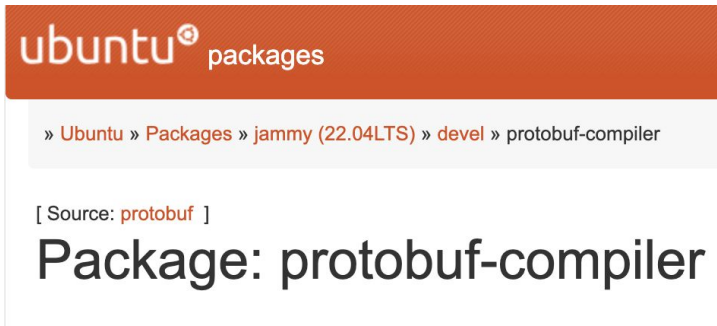 ubuntu packages
» Ubuntu » Packages » jammy (22.04LTS) » devel » protobuf-compiler
[ Source: protobuf ]
Package: protobuf-compiler